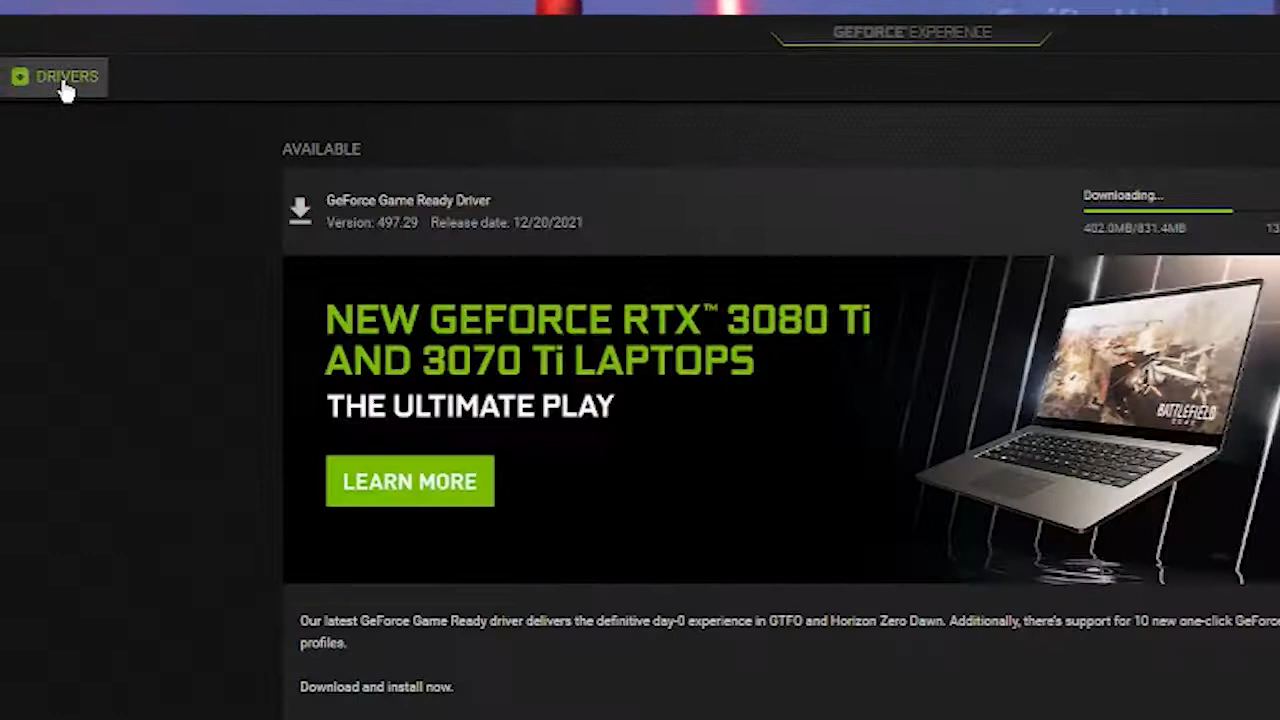 GEFORCE® EXPERIENCE
DRIVERS
AVAILABLE
GeForce Game Ready Driver
Version: 497.29 Release date: 12/20/2021
Downloading...
402.0MB/831.4MB 13
NEW GEFORCE RTX™ 3080 Ti
AND 3070 Ti LAPTOPS
THE ULTIMATE PLAY
BATTLEFIELD
LEARN MORE
Our latest GeForce Game Ready driver delivers the definitive day-0 experience in GTFO and Horizon Zero Dawn. Additionally, there's support for 10 new one-click GeForce
profiles.
Download and install now.